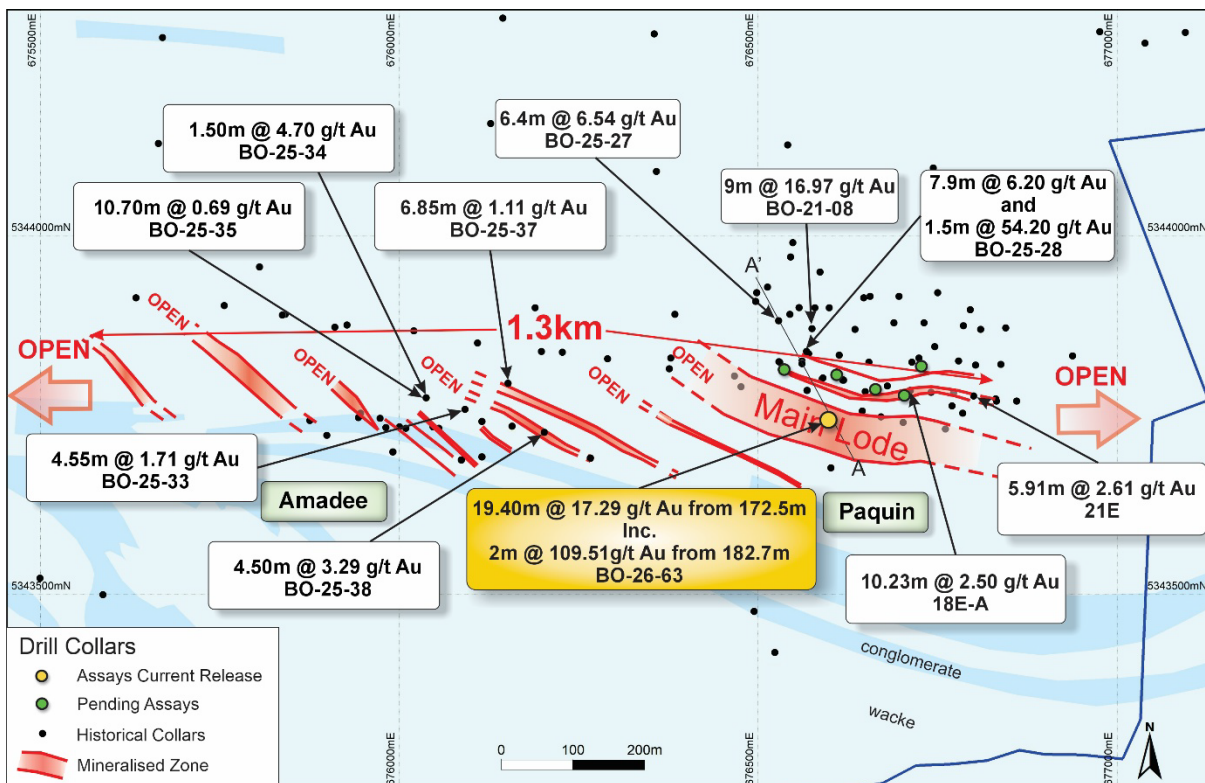 675500mE
676000mE
676500mE
677000mE
1.50m @ 4.70 g/t Au
BO-25-34
6.4m @ 6.54 g/t Au
BO-25-27
10.70m @ 0.69 g/t Au
BO-25-35
6.85m @ 1.11 g/t Au
BO-25-37
9m @ 16.97 g/t Au
BO-21-08
7.9m @ 6.20 g/t Au
and
1.5m @ 54.20 g/t Au
BO-25-28
5344000mN
5344000mN
A'
OPEN
1.3km
OPEN
OPEN
OPEN
OPEN
OPEN
OPEN
OPEN
Main Lode
A
4.55m @ 1.71 g/t Au
BO-25-33
Amadee
4.50m @ 3.29 g/t Au
BO-25-38
19.40m @ 17.29 g/t Au from 172.5m
Inc.
2m @ 109.51g/t Au from 182.7m
BO-26-63
Paquin
5.91m @ 2.61 g/t Au
21E
10.23m @ 2.50 g/t Au
18E-A
5343500mN
5343500mN
conglomerate
wacke
Drill Collars
Assays Current Release
Pending Assays
Historical Collars
Mineralised Zone
0 100 200m
N
676000mE
676500mE
677000mE